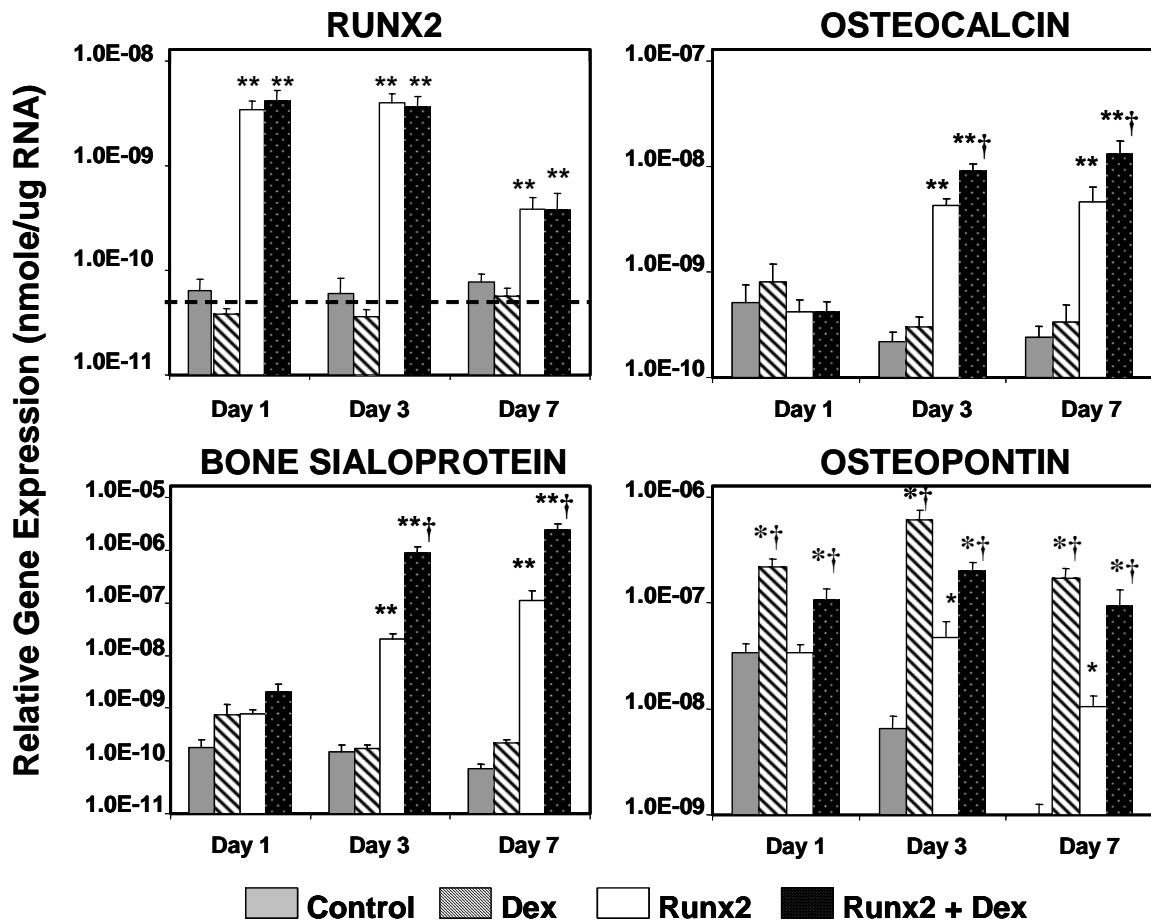 Relative Gene Expression (nmole/ug RNA)
RUNX2
1.0E-08
1.0E-09
1.0E-10
1.0E-11
** **
** **
** **
Day 1 Day 3 Day 7
OSTEOCALCIN
1.0E-07
1.0E-08
1.0E-09
1.0E-10
** **†
** **†
Day 1 Day 3 Day 7
BONE SIALOPROTEIN
1.0E-05
1.0E-06
1.0E-07
1.0E-08
1.0E-09
1.0E-10
1.0E-11
** **†
** **†
Day 1 Day 3 Day 7
OSTEOPONTIN
1.0E-06
1.0E-07
1.0E-08
1.0E-09
*† *†
*† * *†
*† * *†
Day 1 Day 3 Day 7
Control Dex Runx2 Runx2 + Dex